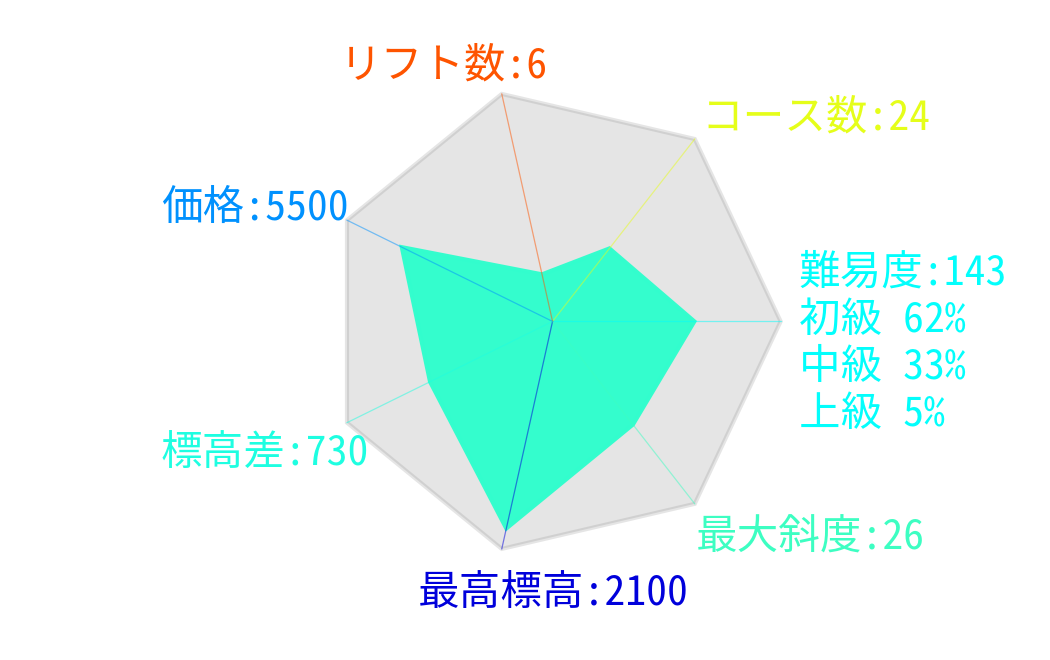 リフト数:6
コース数:24
価格:5500
難易度:143
初級 62%
中級 33%
上級 5%
標高差:730
最大斜度:26
最高標高:2100